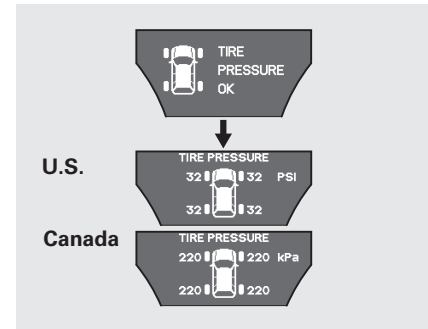 TIRE
PRESSURE
OK
U.S.
TIRE PRESSURE
32 32 PSI
32 32
Canada
TIRE PRESSURE
220 220 kPa
220 220